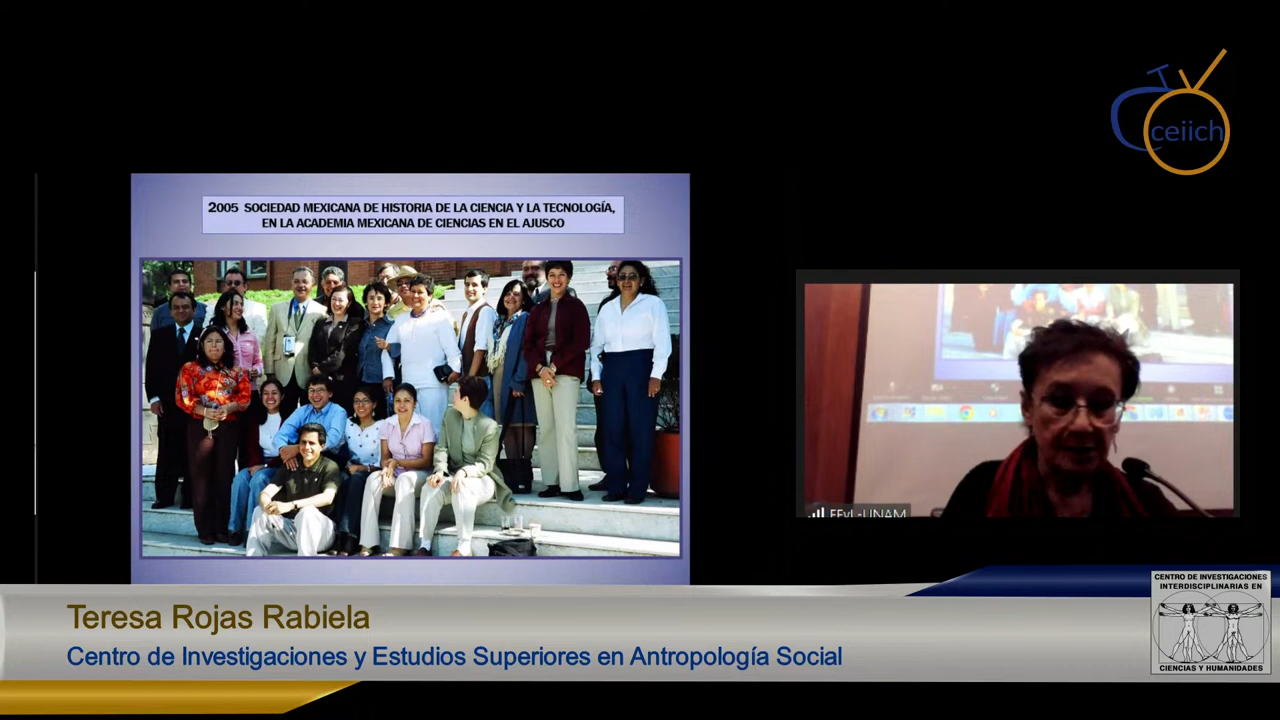 TV
ceiich
2005 SOCIEDAD MEXICANA DE HISTORIA DE LA CIENCIA Y LA TECNOLOGÍA,
EN LA ACADEMIA MEXICANA DE CIENCIAS EN EL AJUSCO
FFyL-UNAM
Teresa Rojas Rabiela
Centro de Investigaciones y Estudios Superiores en Antropología Social
CENTRO DE INVESTIGACIONES
INTERDISCIPLINARIAS EN
CIENCIAS Y HUMANIDADES